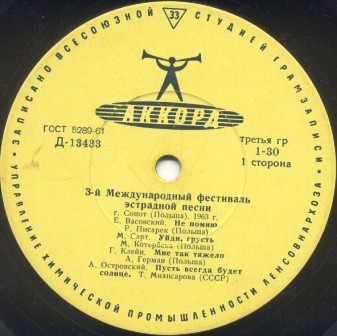 ЗАПИСАНО ВСЕСОЮЗНОЙ СТУДИЕЙ ГРАМЗАПИСИ
33
АККОРД
ГОСТ 5289-61
Д-13433
третья гр
1-30
1 сторона
3-й Международный фестиваль
эстрадной песни
г. Сопот (Польша), 1963 г.
Е. Васовский. Не помню
Р. Писарек (Польша)
М. Сэрт. Уйди, грусть
М. Котербска (Польша)
Г. Клейн. Мне так тяжело
А. Герман (Польша)
А. Островский. Пусть всегда будет
солнце. Т. Миансарова (СССР)
УПРАВЛЕНИЕ ХИМИЧЕСКОЙ ПРОМЫШЛЕННОСТИ ЛЕНСОВНАРХОЗА